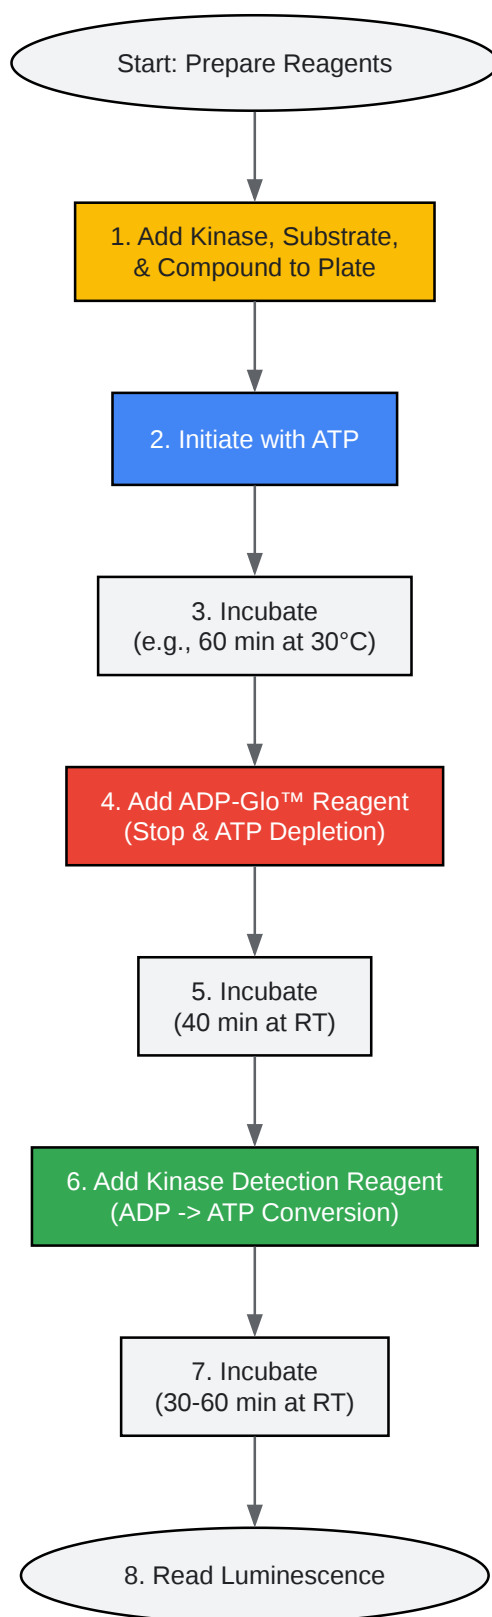 Start: Prepare Reagents
1. Add Kinase, Substrate,
& Compound to Plate
2. Initiate with ATP
3. Incubate
(e.g., 60 min at 30°C)
4. Add ADP-Glo™ Reagent
(Stop & ATP Depletion)
5. Incubate
(40 min at RT)
6. Add Kinase Detection Reagent
(ADP -> ATP Conversion)
7. Incubate
(30-60 min at RT)
8. Read Luminescence